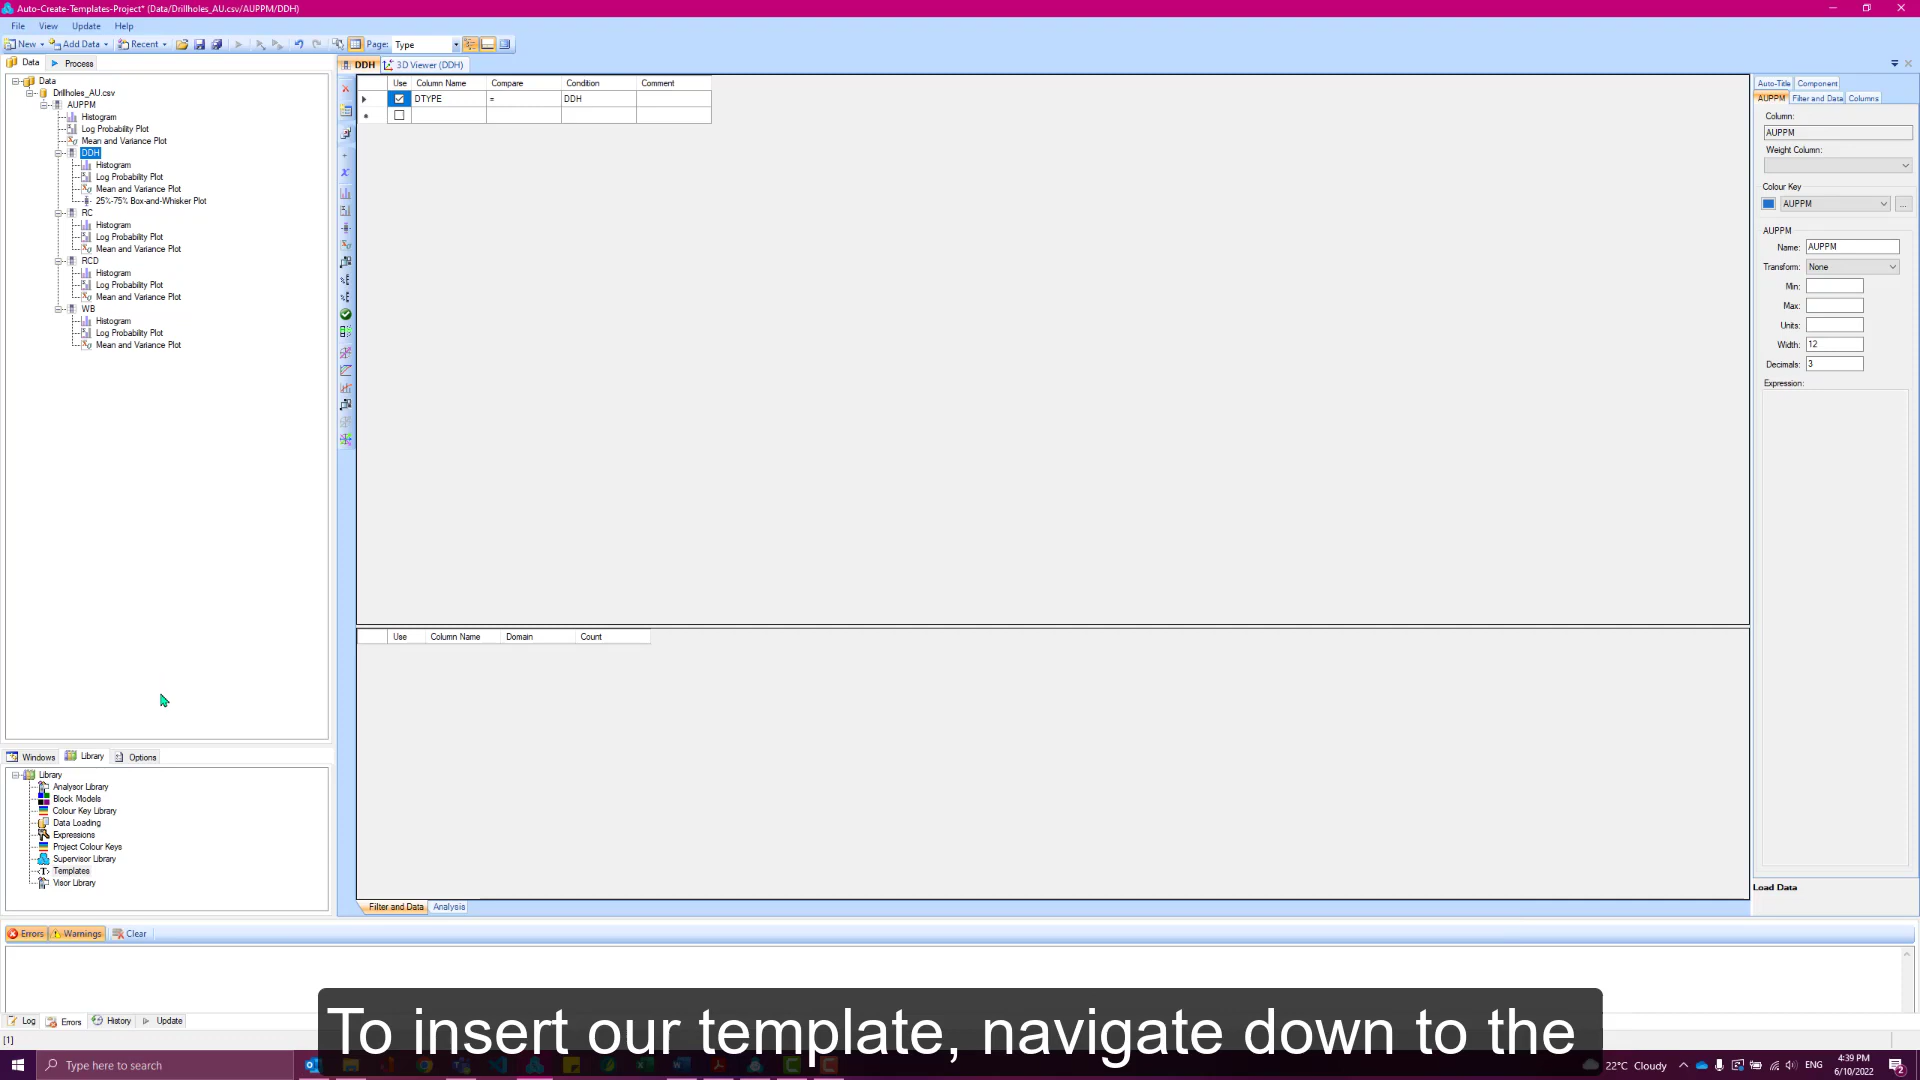 Auto-Create-Templates-Project* (Data/Drillholes_AU.csv/AUPPM/DDH)
File View Update Help
New Add Data Recent Page: Type
Data Process
DDH 3D Viewer (DDH)
Data
Drillholes_AU.csv
AUPPM
Histogram
Log Probability Plot
Mean and Variance Plot
DDH
Histogram
Log Probability Plot
Mean and Variance Plot
25%-75% Box-and-Whisker Plot
RC
Histogram
Log Probability Plot
Mean and Variance Plot
RCD
Histogram
Log Probability Plot
Mean and Variance Plot
WB
Histogram
Log Probability Plot
Mean and Variance Plot
Use Column Name Compare Condition Comment
DTYPE = DDH
Use Column Name Domain Count
Filter and Data Analysis
Auto-Title Component
AUPPM Filter and Data Columns
Column:
AUPPM
Weight Column:
Colour Key
AUPPM ...
AUPPM
Name: AUPPM
Transform: None
Min:
Max:
Units:
Width: 12
Decimals: 3
Expression:
Load Data
Windows Library Options
Library
Analysor Library
Block Models
Colour Key Library
Data Loading
Expressions
Project Colour Keys
Supervisor Library
Templates
Visor Library
Errors Warnings Clear
Log Errors History Update
[1]
To insert our template, navigate down to the
Type here to search
22°C Cloudy ENG
4:39 PM
6/10/2022
2